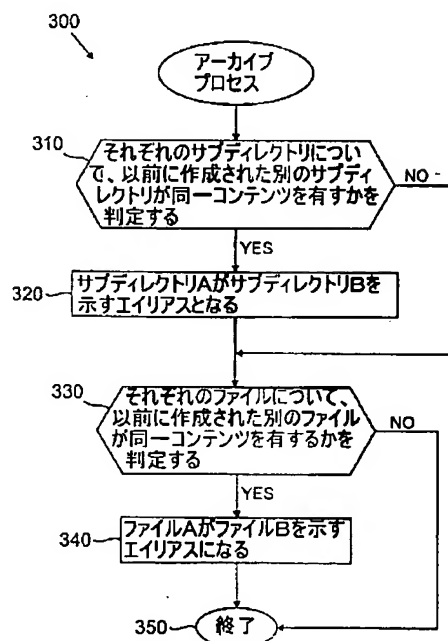 300
アーカイブ
プロセス
310
それぞれのサブディレクトリについ
て、以前に作成された別のサブディ
レクトリが同一コンテンツを有すかを
判定する
NO
YES
320
サブディレクトリAがサブディレクトリBを
示すエイリアスとなる
330
それぞれのファイルについて、
以前に作成された別のファイル
が同一コンテンツを有するかを
判定する
NO
YES
340
ファイルAがファイルBを示す
エイリアスになる
350
終了